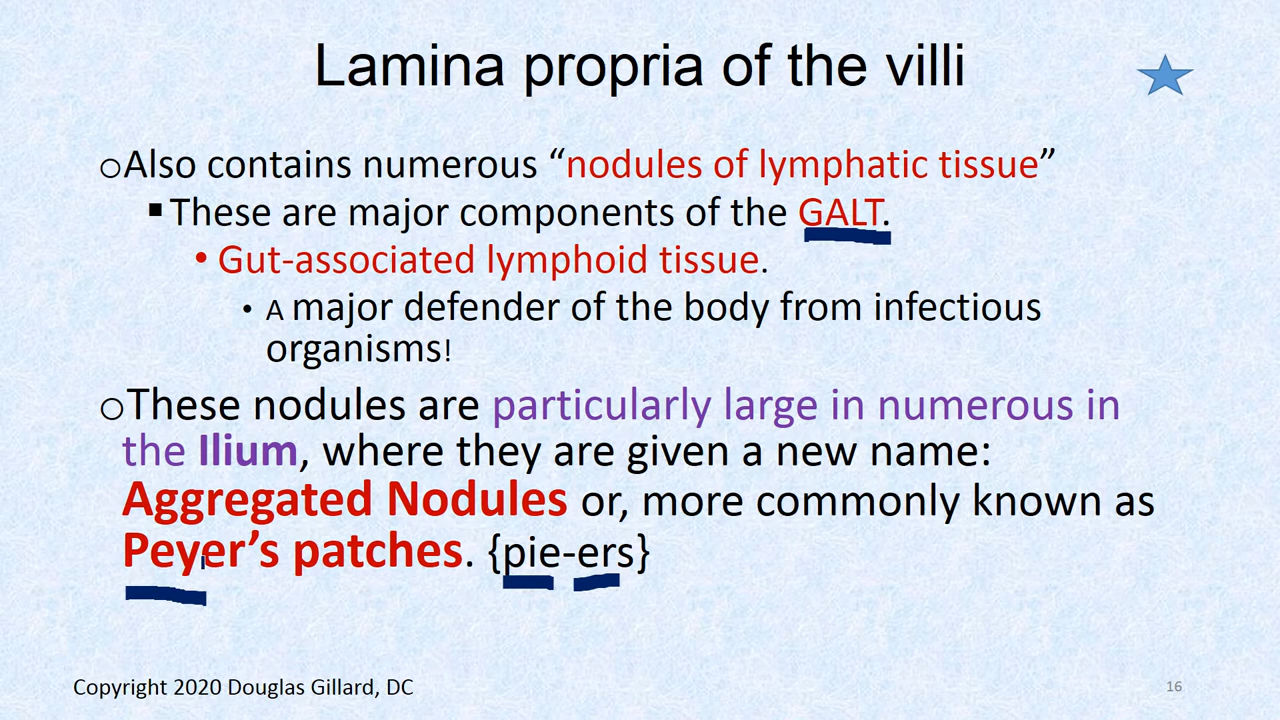 Lamina propria of the villi
Also contains numerous “nodules of lymphatic tissue”
These are major components of the GALT.
Gut-associated lymphoid tissue.
A major defender of the body from infectious
organisms!
These nodules are particularly large in numerous in
the Ilium, where they are given a new name:
Aggregated Nodules or, more commonly known as
Peyer’s patches. {pie-ers}
Copyright 2020 Douglas Gillard, DC
16